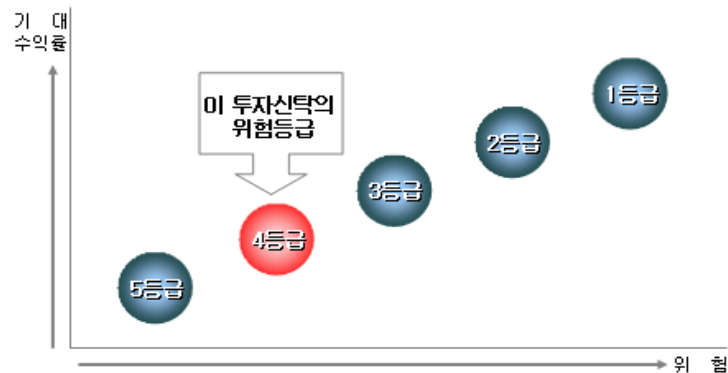 기 대
수익률
이 투자신탁의
위험등급
1등급
2등급
3등급
4등급
5등급
위 험